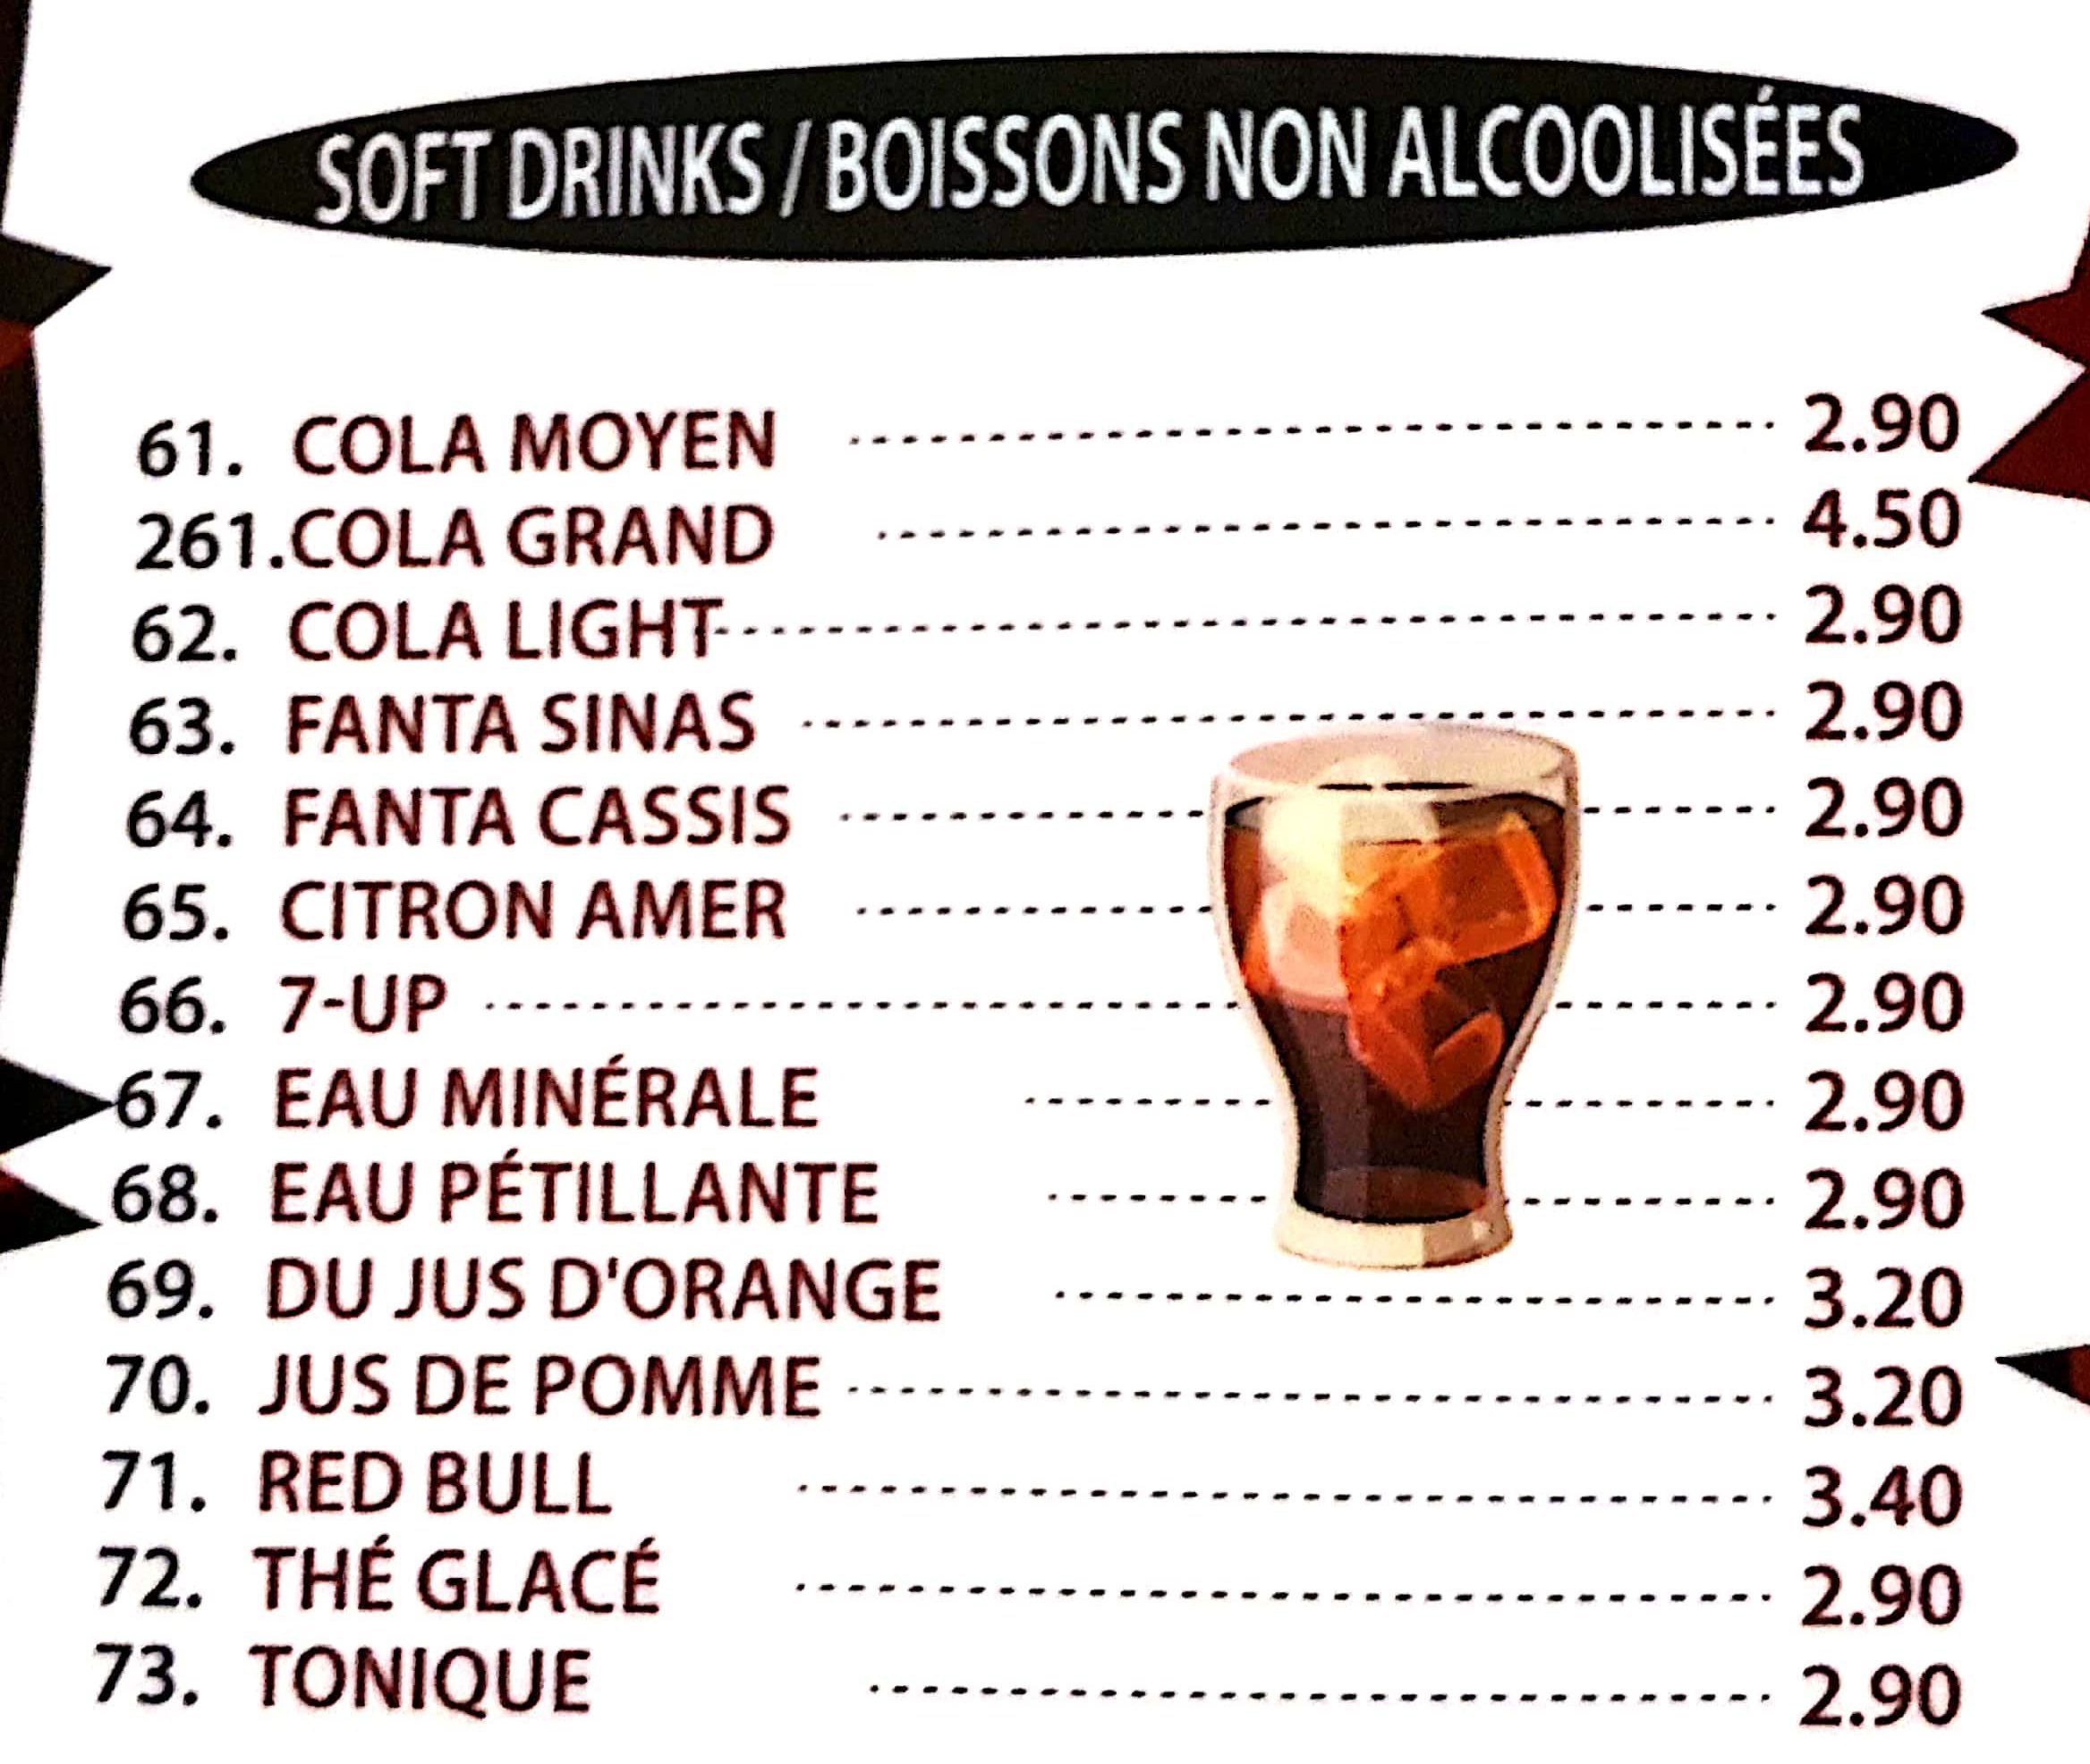 SOFT DRINKS / BOISSONS NON ALCOOLISÉES
61. COLA MOYEN 2.90
261.COLA GRAND 4.50
62. COLA LIGHT 2.90
63. FANTA SINAS 2.90
64. FANTA CASSIS 2.90
65. CITRON AMER 2.90
66. 7-UP 2.90
67. EAU MINÉRALE 2.90
68. EAU PÉTILLANTE 2.90
69. DU JUS D'ORANGE 3.20
70. JUS DE POMME 3.20
71. RED BULL 3.40
72. THÉ GLACÉ 2.90
73. TONIQUE 2.90